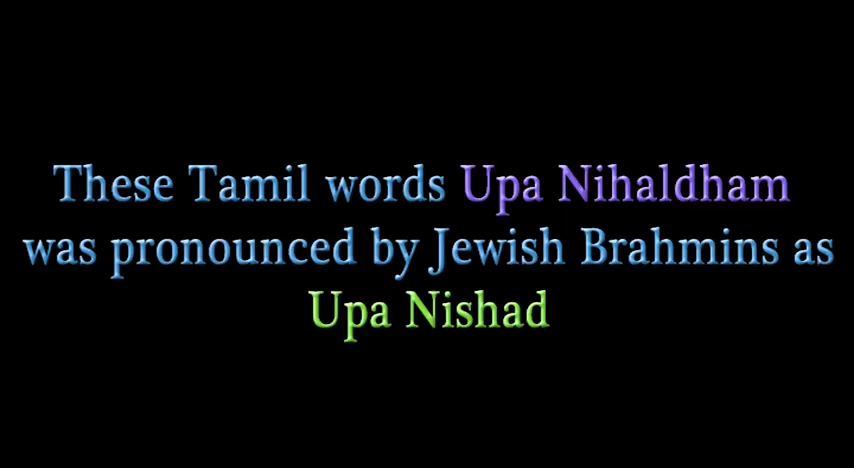 These Tamil words Upa Nihaldham
was pronounced by Jewish Brahmins as
Upa Nishad